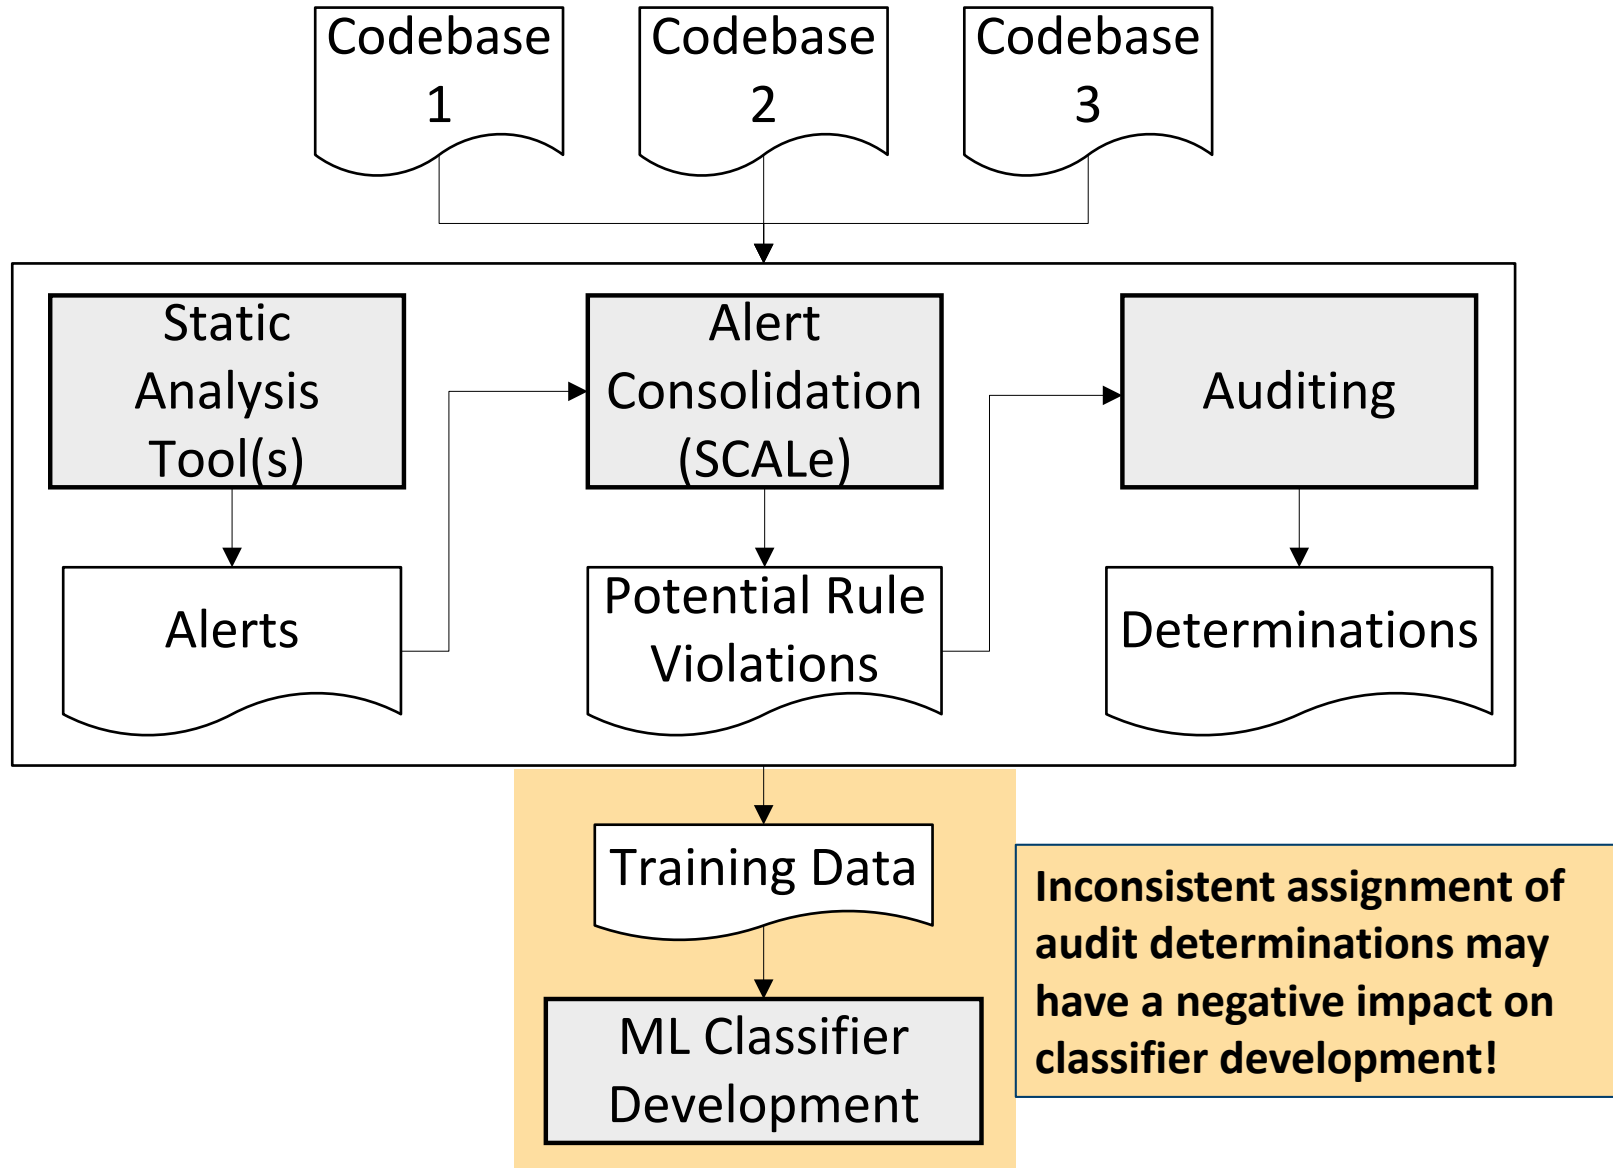 Codebase
1
Codebase
2
Codebase
3
Static
Analysis
Tool(s)
Alert
Consolidation
(SCALe)
Auditing
Alerts
Potential Rule
Violations
Determinations
Training Data
Inconsistent assignment of
audit determinations may
have a negative impact on
classifier development!
ML Classifier
Development